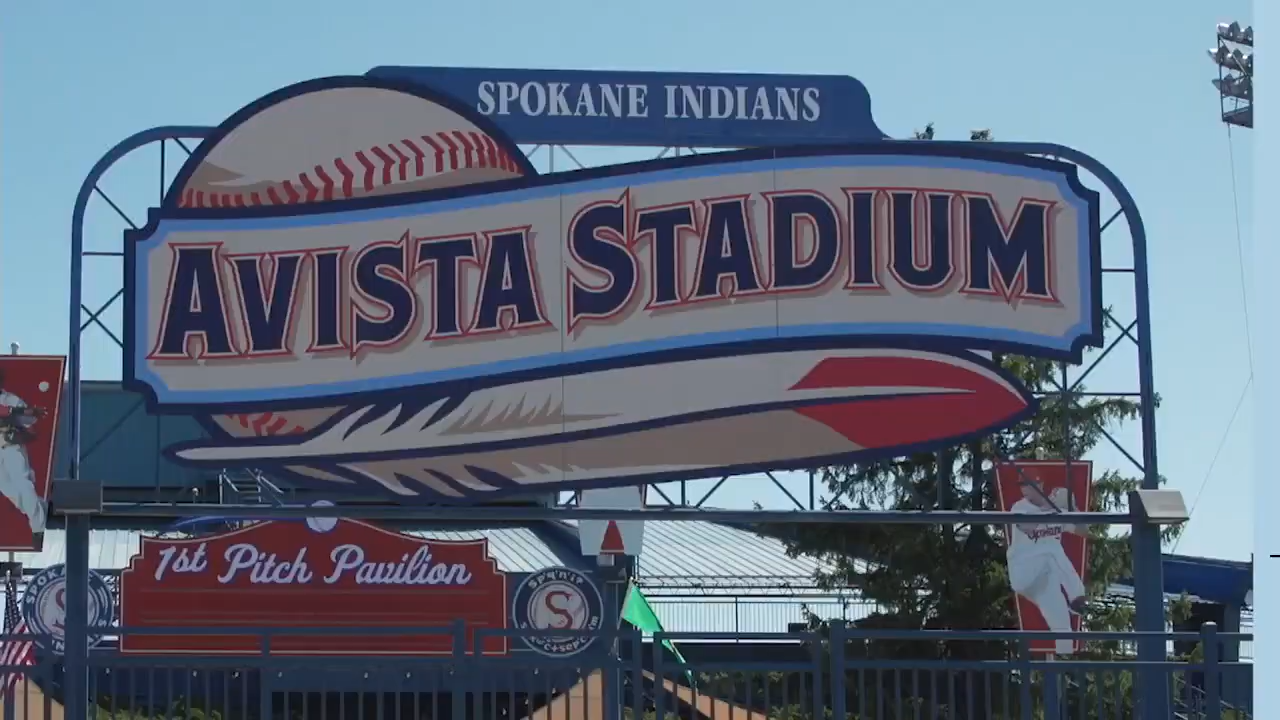 SPOKANE INDIANS
AVISTA STADIUM
1st Pitch Pavilion
S
S